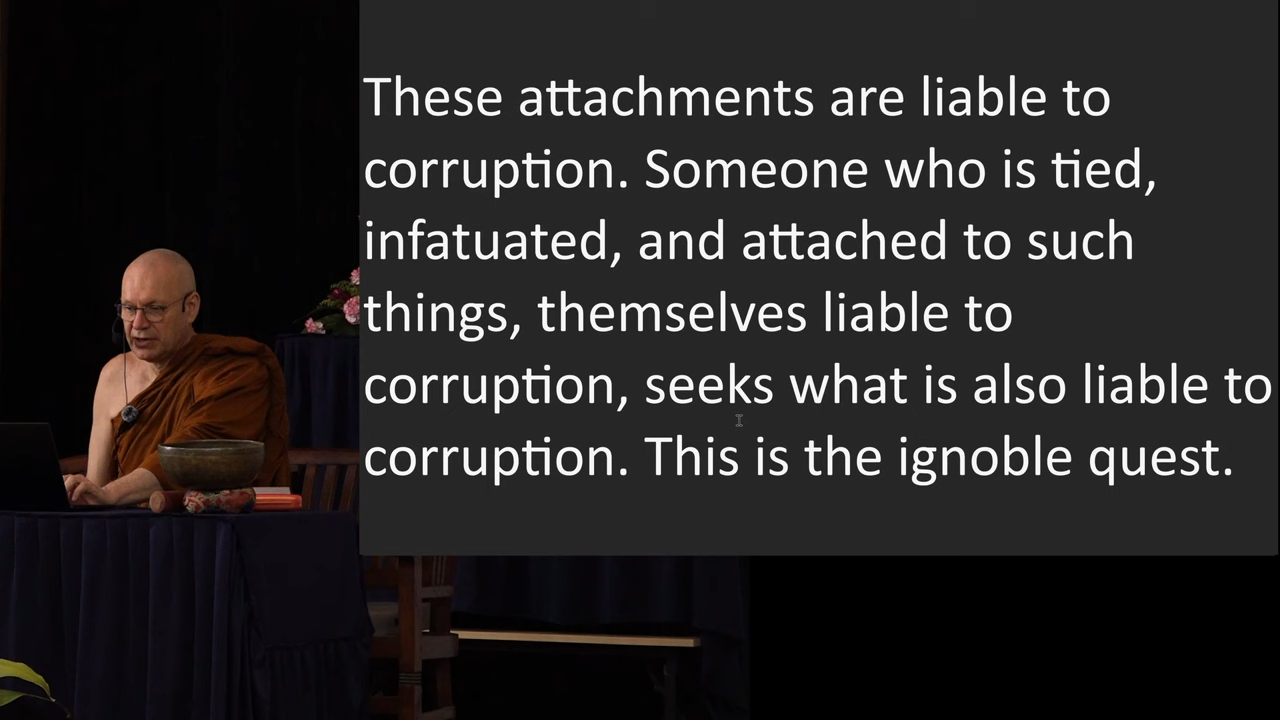 These attachments are liable to
corruption. Someone who is tied,
infatuated, and attached to such
things, themselves liable to
corruption, seeks what is also liable to
corruption. This is the ignoble quest.